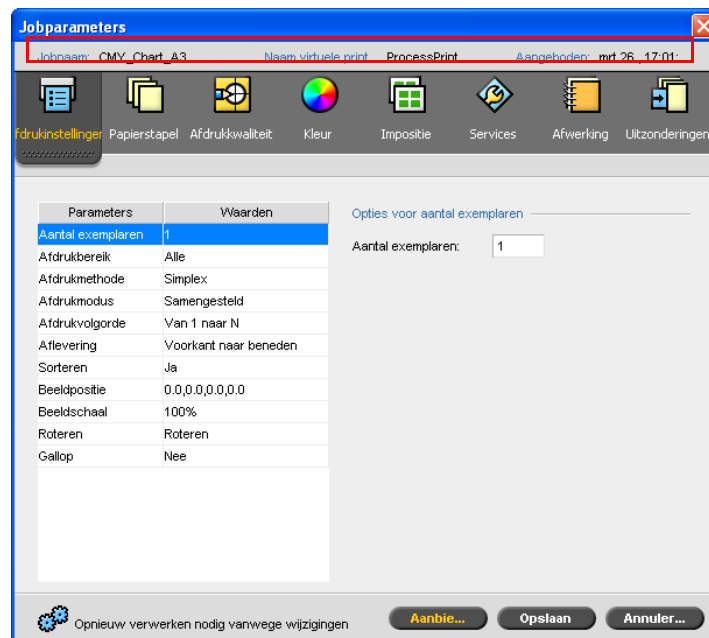 Jobparameters
Jobnaam: CMY_Chart_A3 Naam virtuele print ProcessPrint Aangeboden: mrt 26 , 17:01:
fdrukinstellingen Papierstapel Afdrukkwaliteit Kleur Impositie Services Afwerking Uitzonderingen
Parameters Waarden
Aantal exemplaren 1
Afdrukbereik Alle
Afdrukmethode Simplex
Afdrukmodus Samengesteld
Afdrukvolgorde Van 1 naar N
Aflevering Voorkant naar beneden
Sorteren Ja
Beeldpositie 0.0,0.0,0.0,0.0
Beeldschaal 100%
Roteren Roteren
Gallop Nee
Opties voor aantal exemplaren
Aantal exemplaren: 1
Opnieuw verwerken nodig vanwege wijzigingen
Aanbie... Opslaan Annuler...